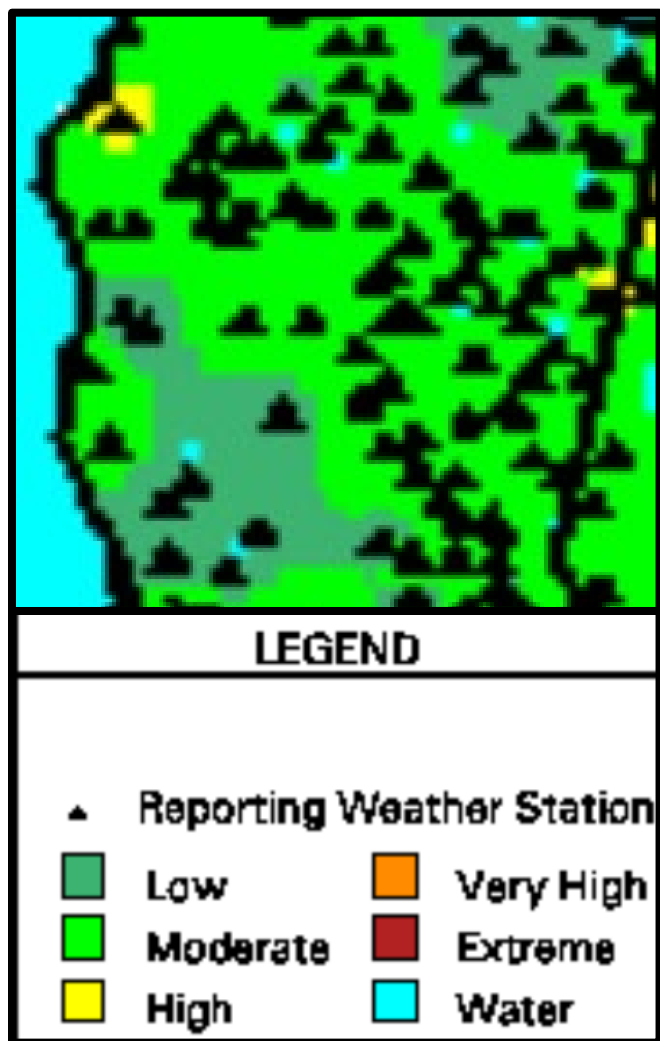 LEGEND
Reporting Weather Station
Low
Very High
Moderate
Extreme
High
Water